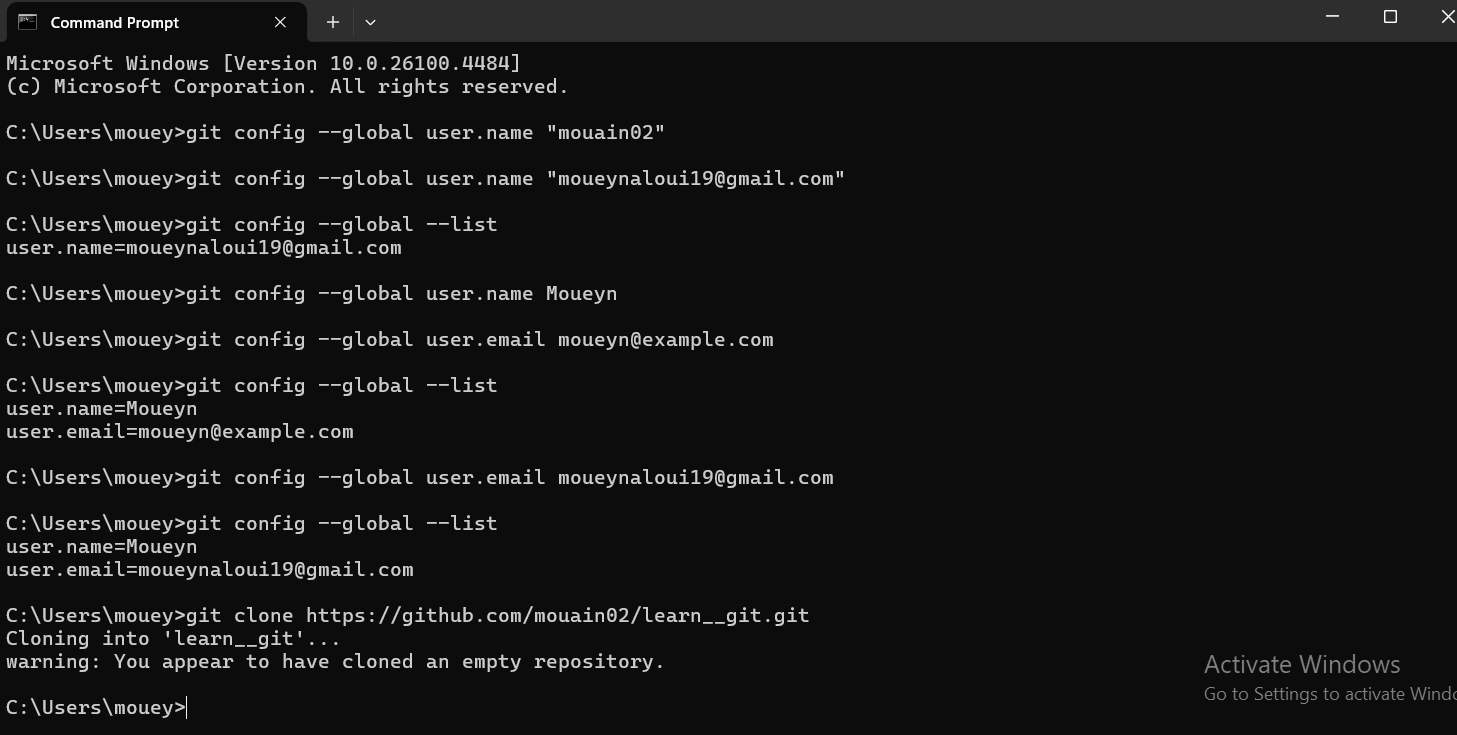 Command Prompt
Microsoft Windows [Version 10.0.26100.4484]
(c) Microsoft Corporation. All rights reserved.
C:\Users\mouey>git config --global user.name "mouain02"
C:\Users\mouey>git config --global user.name "moueynaloui19@gmail.com"
C:\Users\mouey>git config --global --list
user.name=moueynaloui19@gmail.com
C:\Users\mouey>git config --global user.name Moueyn
C:\Users\mouey>git config --global user.email moueyn@example.com
C:\Users\mouey>git config --global --list
user.name=Moueyn
user.email=moueyn@example.com
C:\Users\mouey>git config --global user.email moueynaloui19@gmail.com
C:\Users\mouey>git config --global --list
user.name=Moueyn
user.email=moueynaloui19@gmail.com
C:\Users\mouey>git clone https://github.com/mouain02/learn__git.git
Cloning into 'learn__git'...
warning: You appear to have cloned an empty repository.
C:\Users\mouey>
Activate Windows
Go to Settings to activate Windo